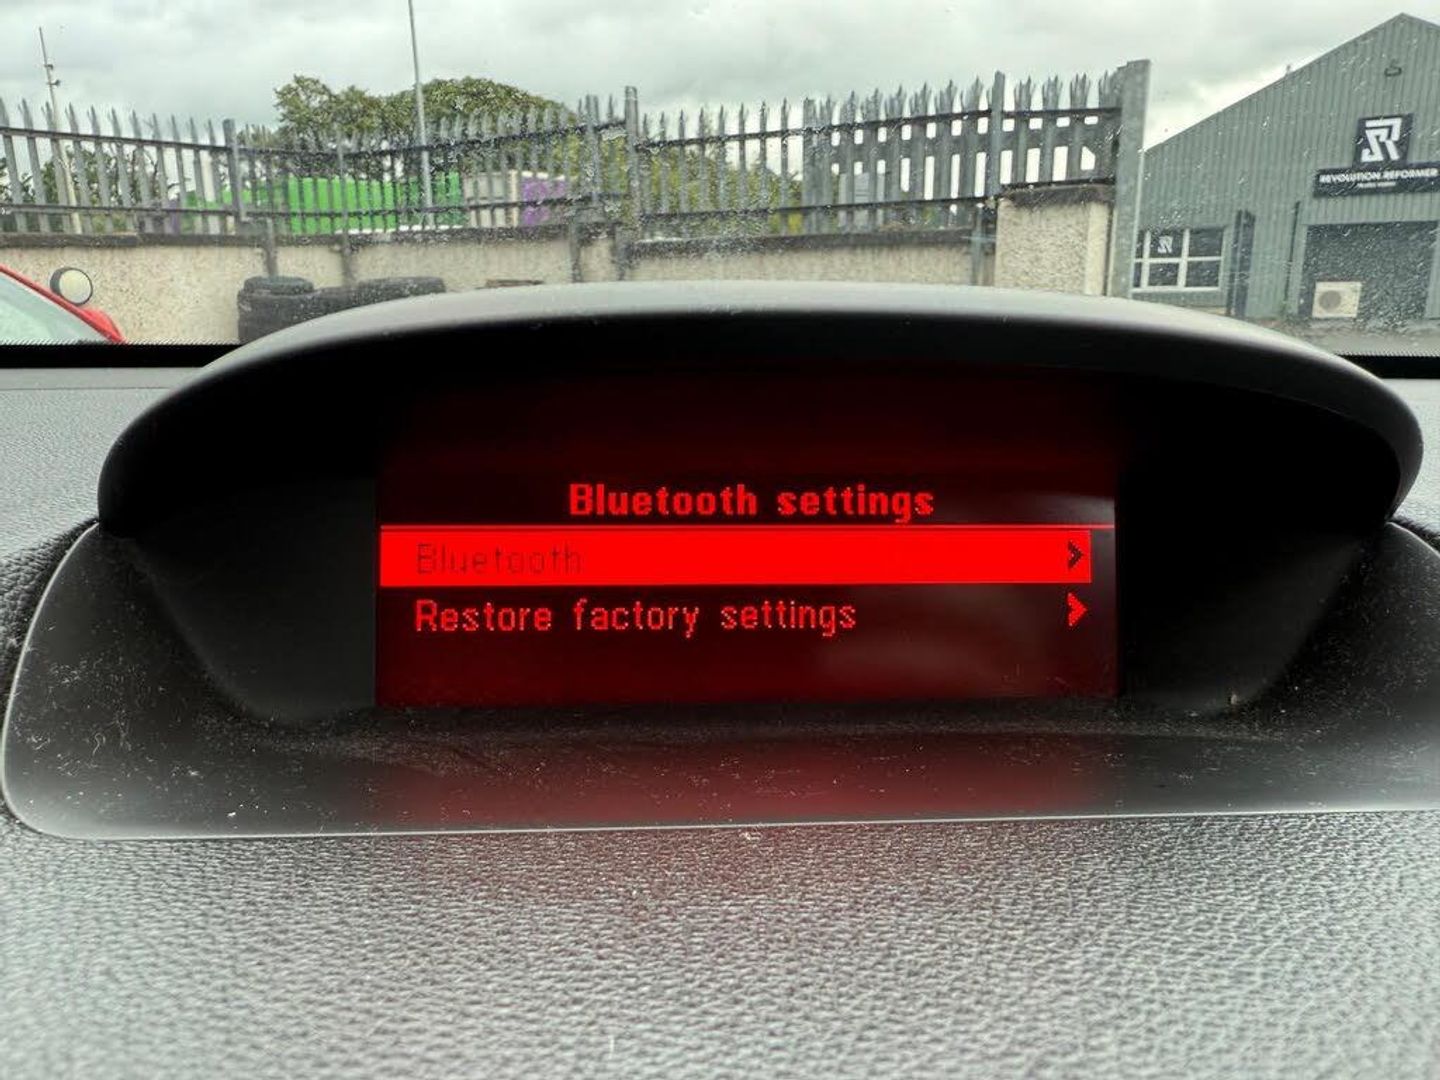 REVOLUTION REFORMER
Bluetooth settings
Bluetooth
Restore factory settings